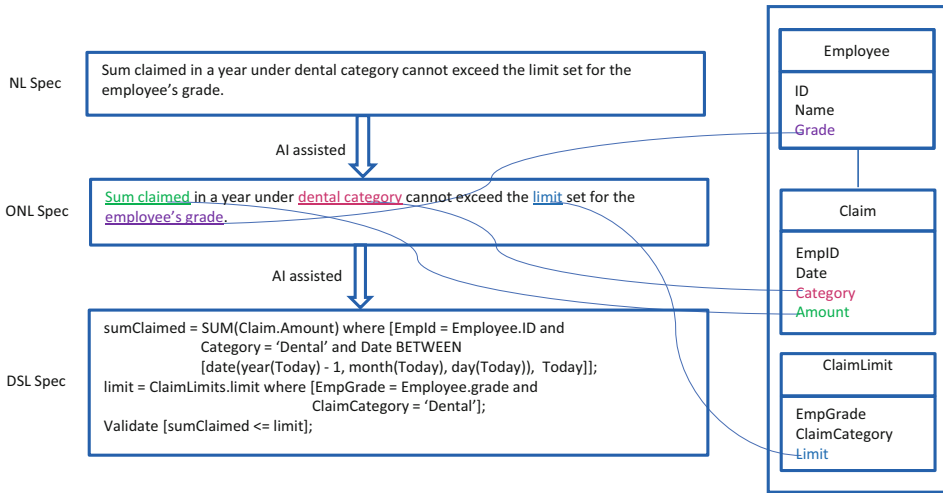 NL Spec
Sum claimed in a year under dental category cannot exceed the limit set for the
employee's grade.
AI assisted
ONL Spec
Sum claimed in a year under dental category cannot exceed the limit set for the
employee's grade.
AI assisted
DSL Spec
sumClaimed = SUM(Claim.Amount) where [EmpId = Employee.ID and
Category = 'Dental' and Date BETWEEN
[date(year(Today) - 1, month(Today), day(Today)), Today]];
limit = ClaimLimits.limit where [EmpGrade = Employee.grade and
ClaimCategory = 'Dental'];
Validate [sumClaimed <= limit];
Employee
ID
Name
Grade
Claim
EmpID
Date
Category
Amount
ClaimLimit
EmpGrade
ClaimCategory
Limit